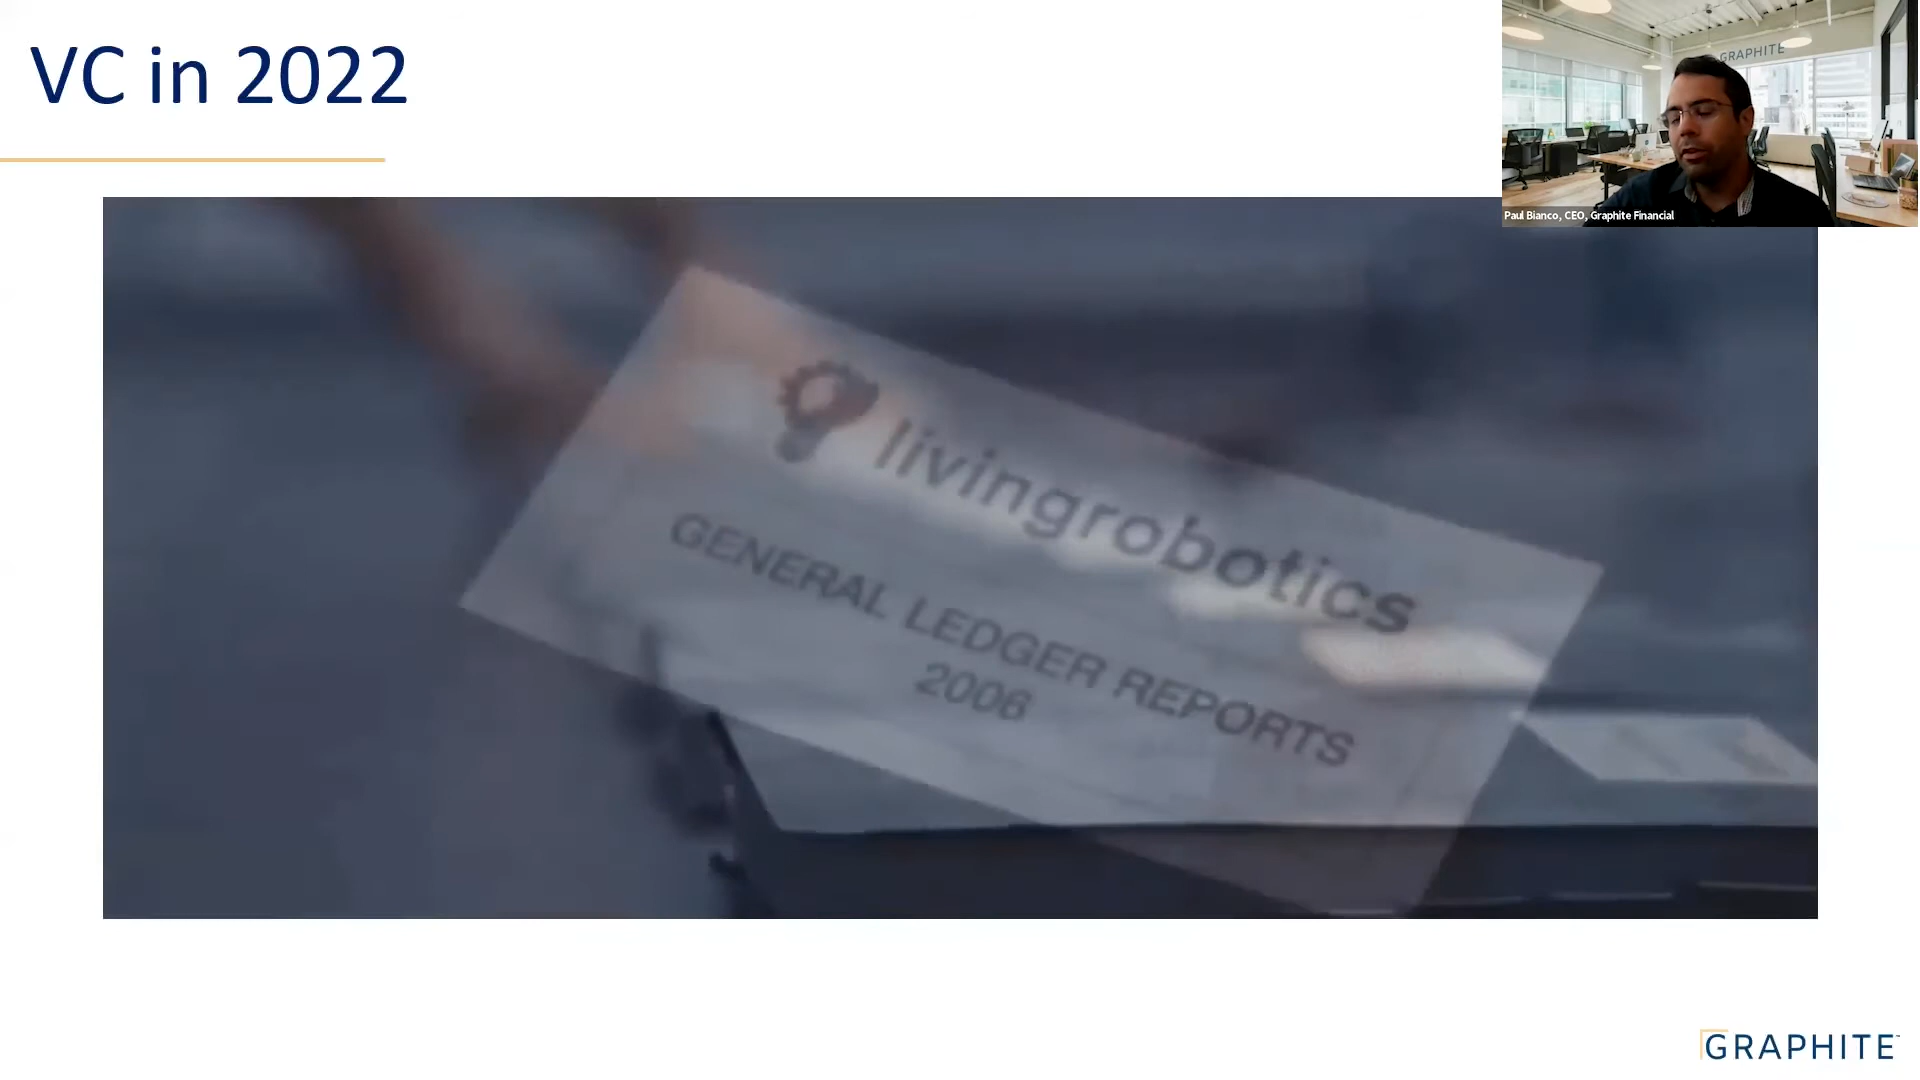 VC in 2022
GRAPHITE
Paul Bianco, CEO, Graphite Financial
livingrobotics
GENERAL LEDGER REPORTS
2006
GRAPHITE